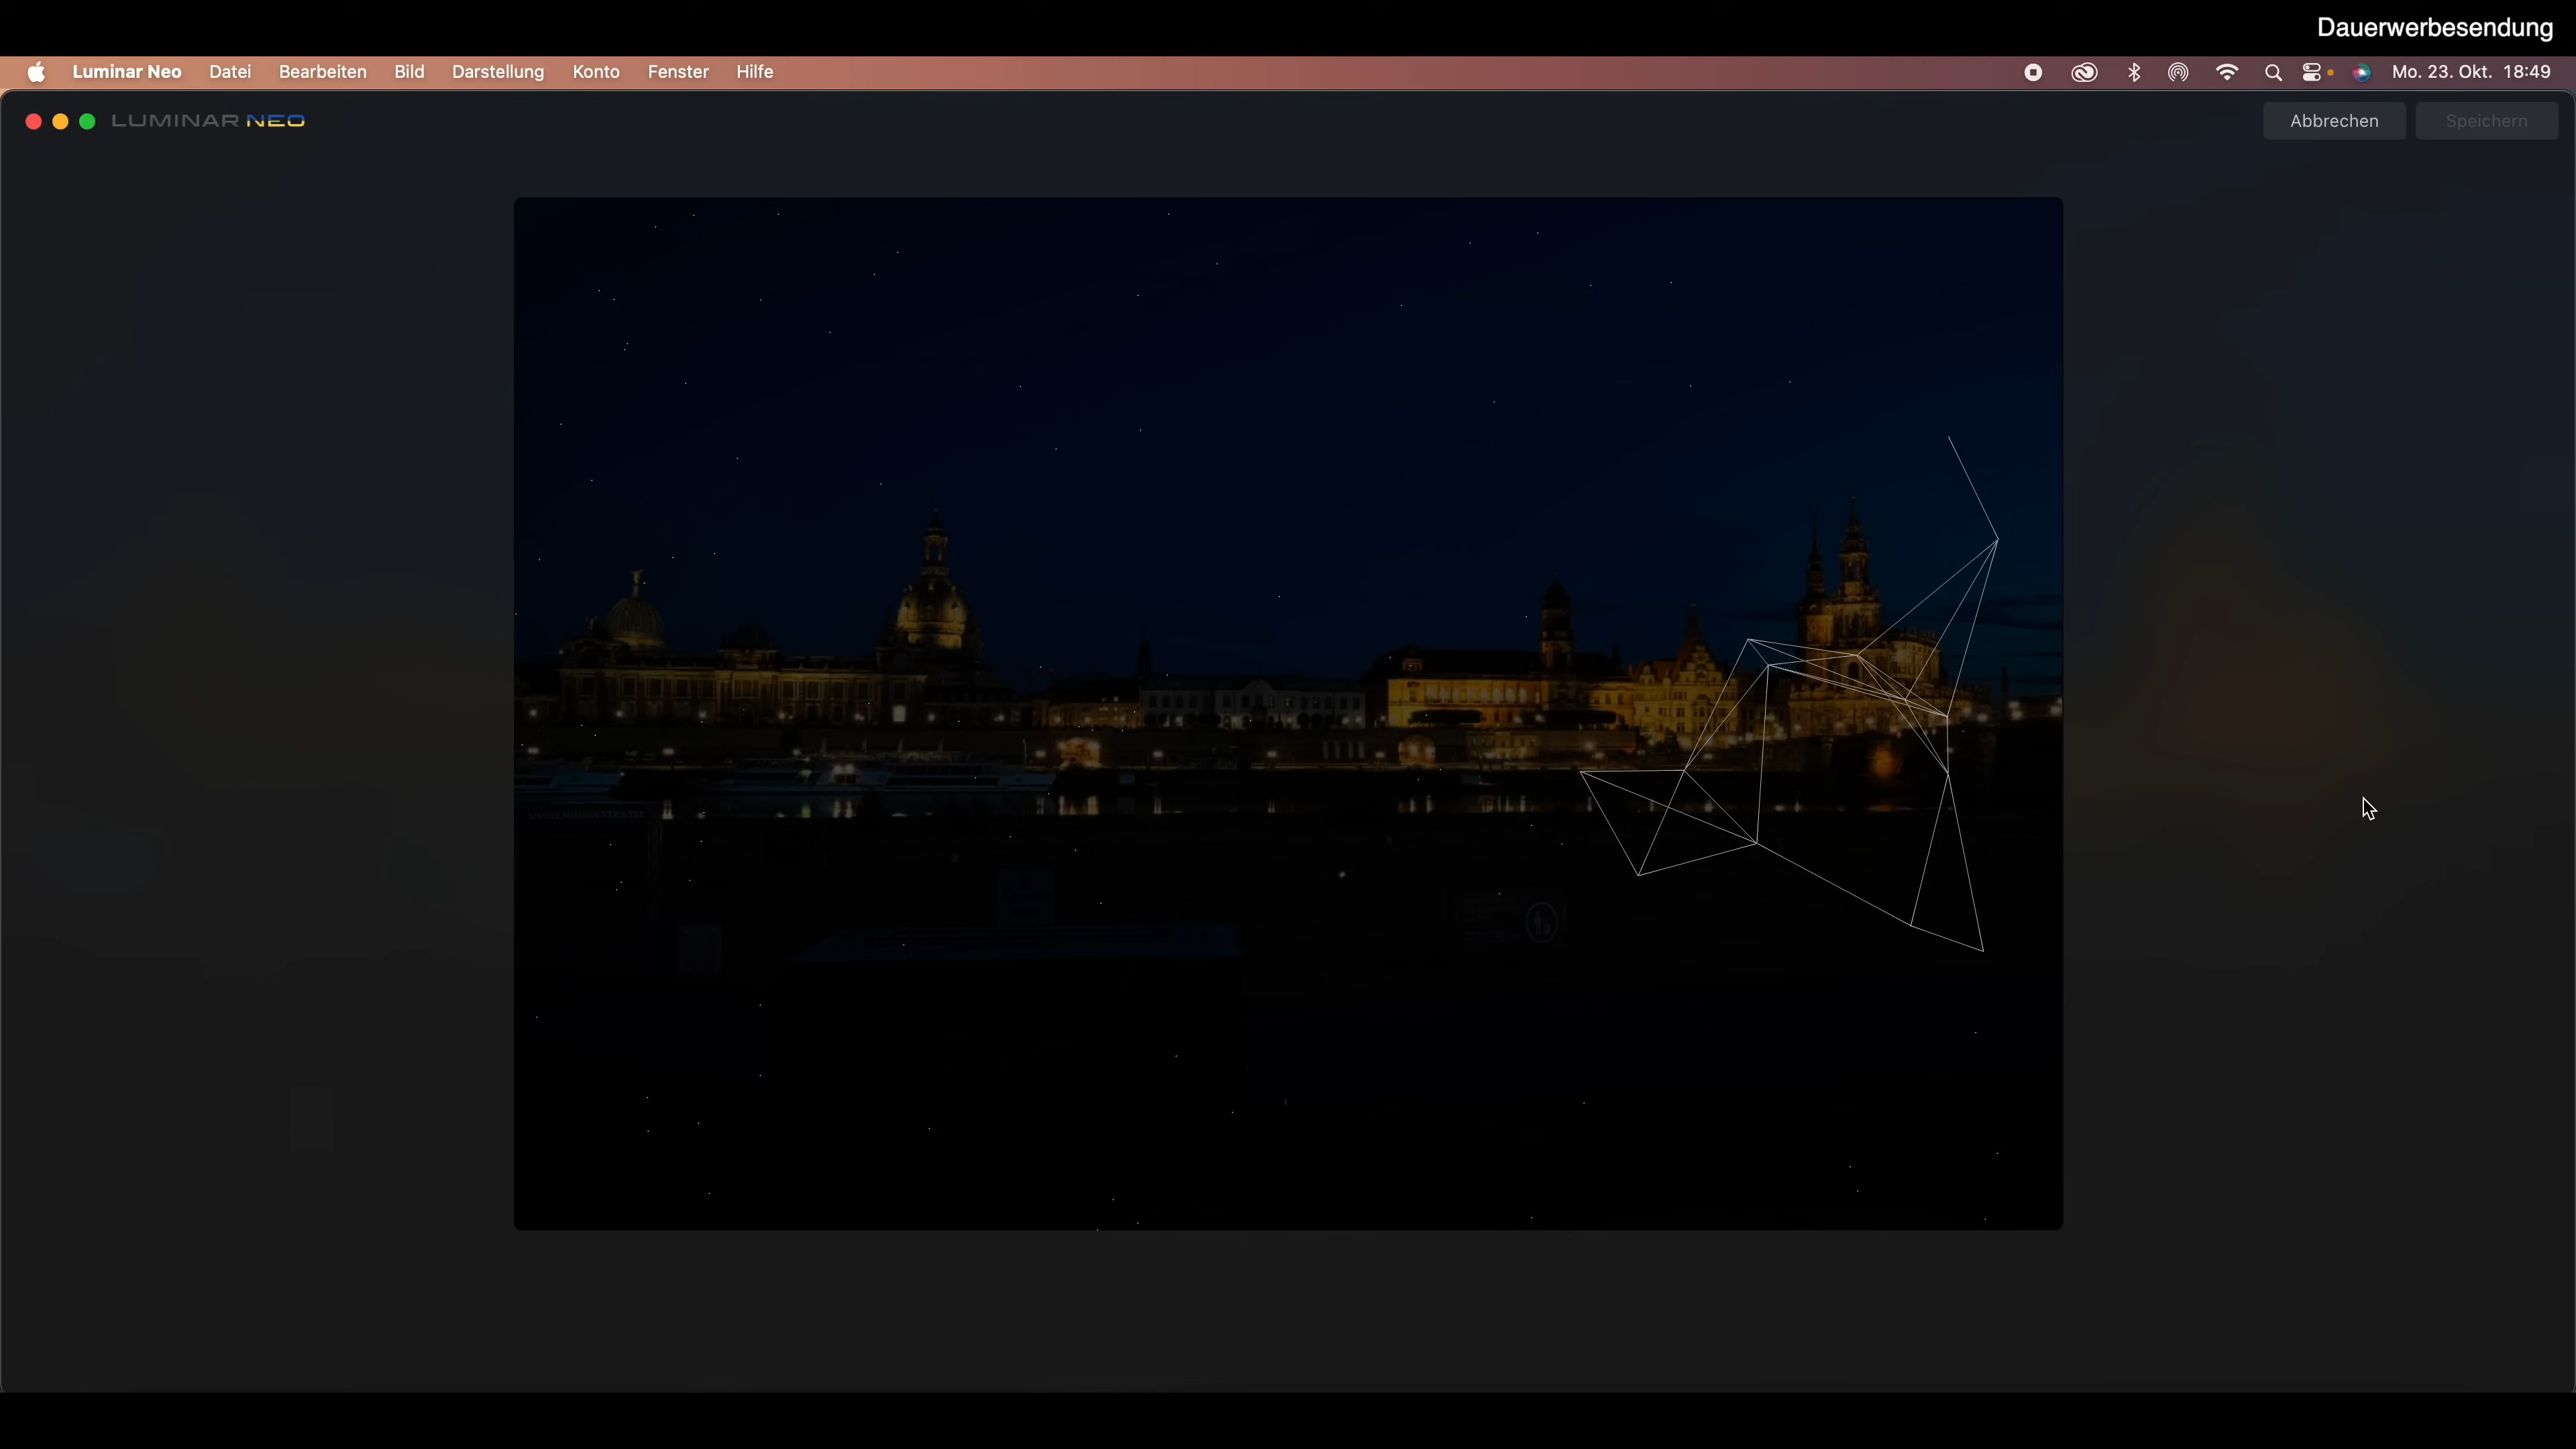 Dauerwerbesendung
Luminar Neo Datei Bearbeiten Bild Darstellung Konto Fenster Hilfe Mo. 23. Okt. 18:49
LUMINAR NEO Abbrechen Speichern